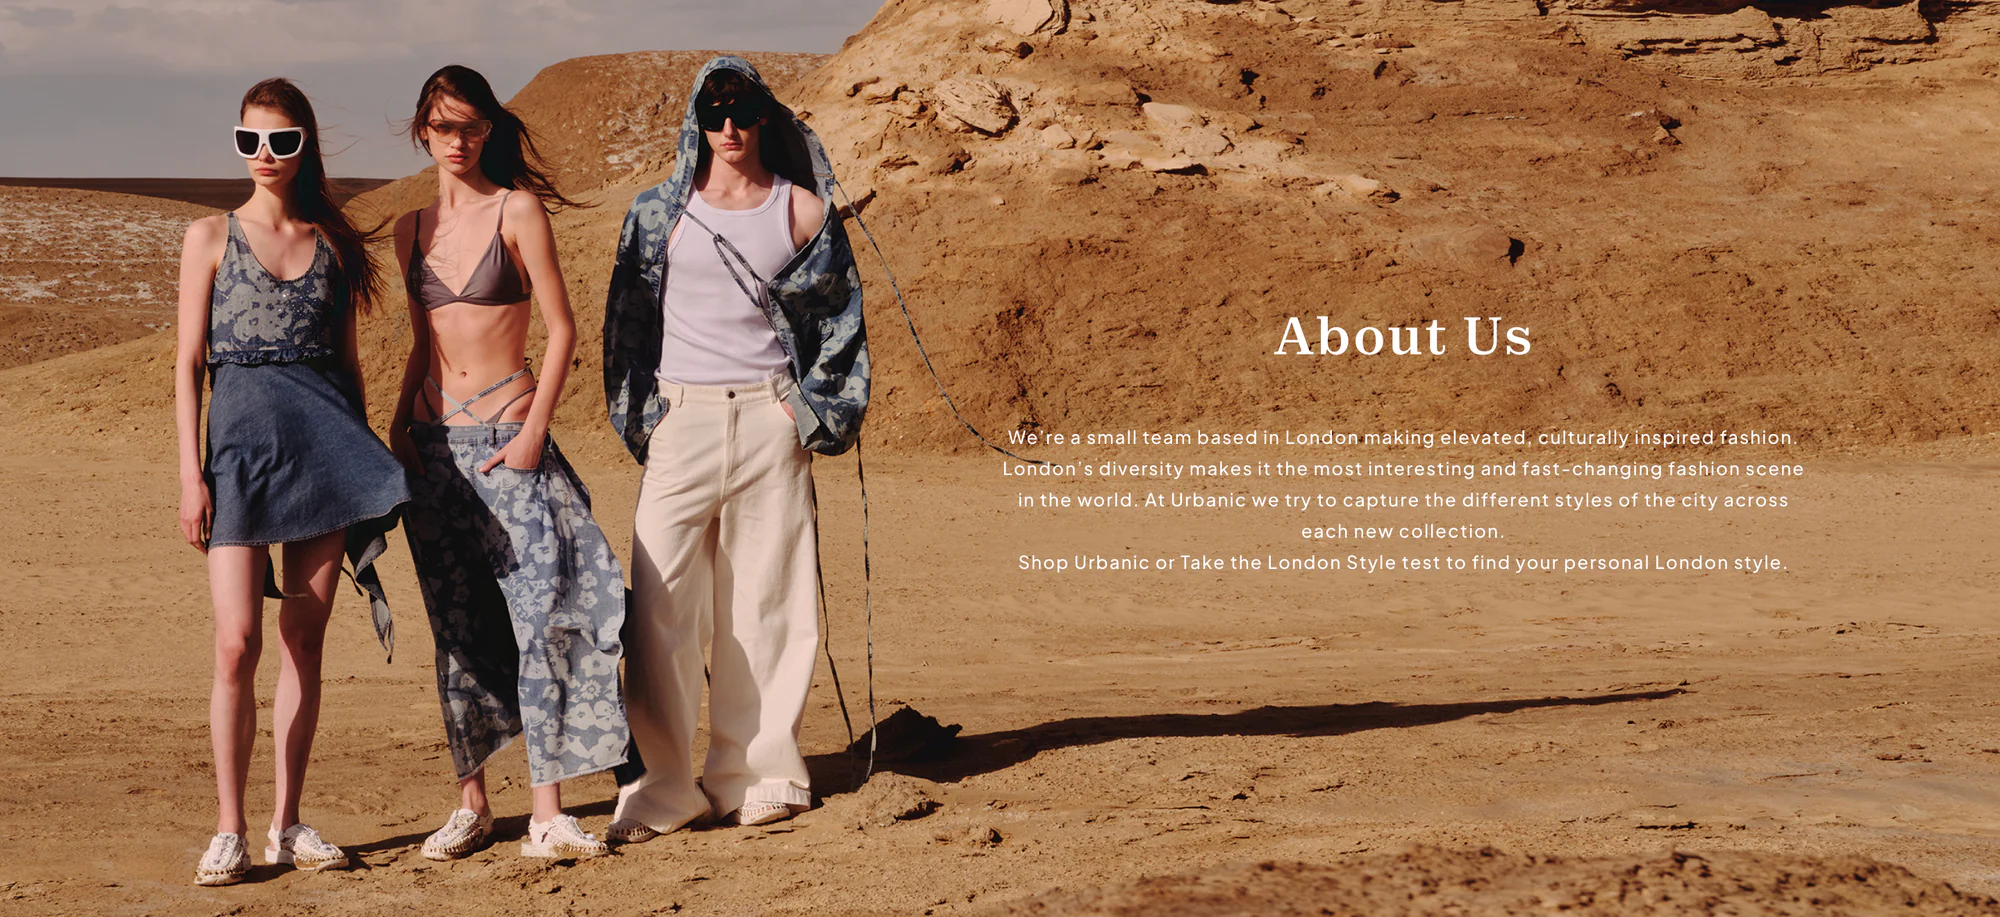 About Us
We're a small team based in London making elevated, culturally inspired fashion.
London's diversity makes it the most interesting and fast-changing fashion scene
in the world. At Urbanic we try to capture the different styles of the city across
each new collection.
Shop Urbanic or Take the London Style test to find your personal London style.